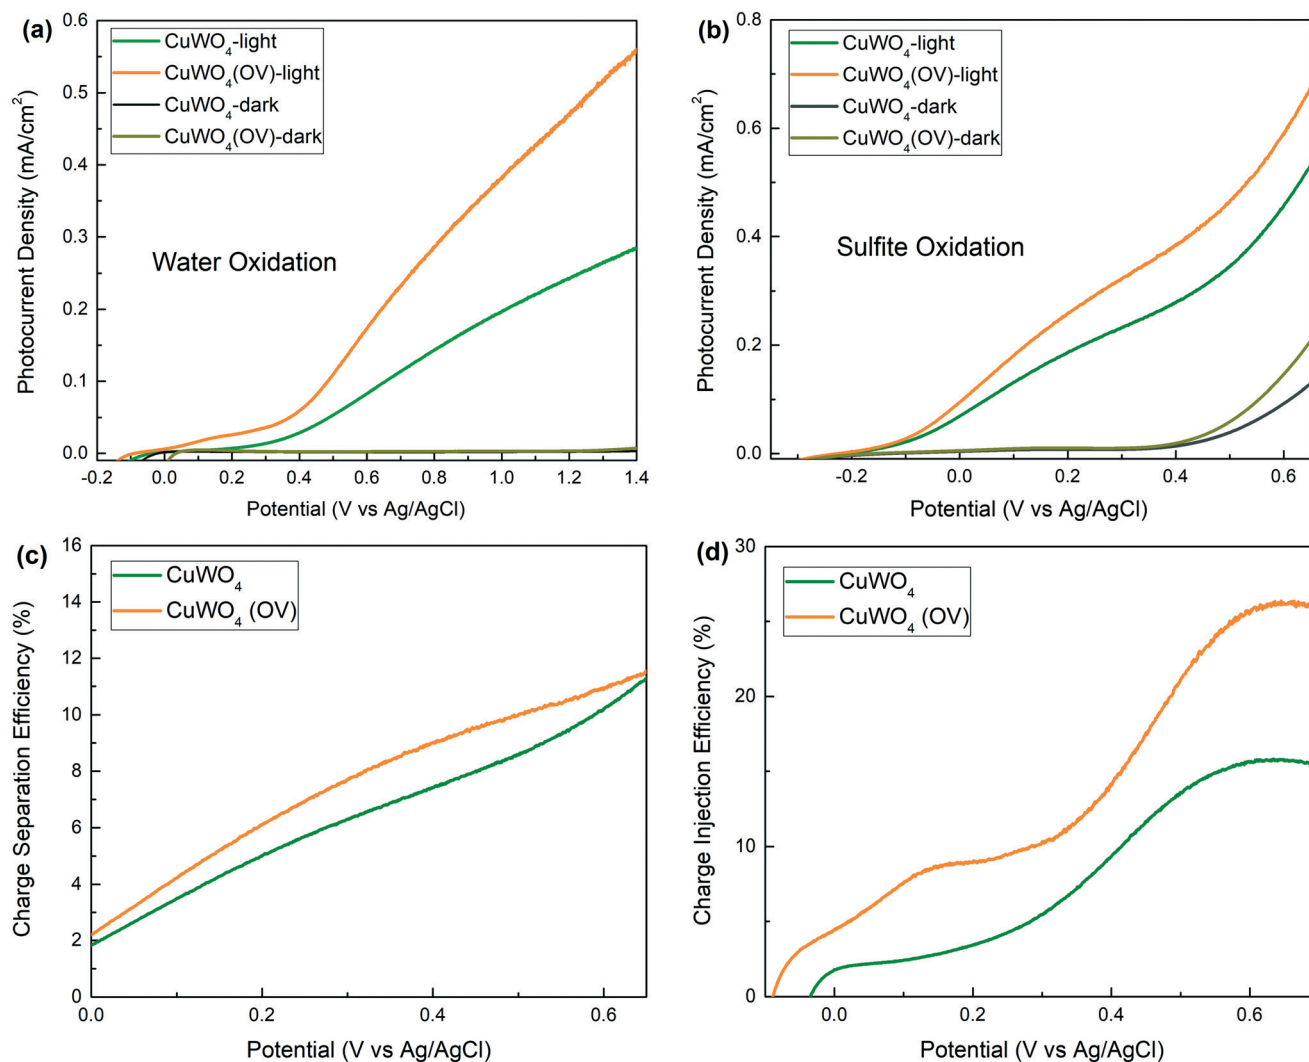 (a)
CuWO₄-light
CuWO₄(OV)-light
CuWO₄-dark
CuWO₄(OV)-dark
Water Oxidation
Photocurrent Density (mA/cm²)
0.6
0.5
0.4
0.3
0.2
0.1
0.0
-0.2 0.0 0.2 0.4 0.6 0.8 1.0 1.2 1.4
Potential (V vs Ag/AgCl)
(b)
CuWO₄-light
CuWO₄(OV)-light
CuWO₄-dark
CuWO₄(OV)-dark
Sulfite Oxidation
Photocurrent Density (mA/cm²)
0.8
0.6
0.4
0.2
0.0
-0.2 0.0 0.2 0.4 0.6
Potential (V vs Ag/AgCl)
(c)
CuWO₄
CuWO₄ (OV)
Charge Separation Efficiency (%)
16
14
12
10
8
6
4
2
0
0.0 0.2 0.4 0.6
Potential (V vs Ag/AgCl)
(d)
CuWO₄
CuWO₄ (OV)
Charge Injection Efficiency (%)
30
20
10
0
0.0 0.2 0.4 0.6
Potential (V vs Ag/AgCl)